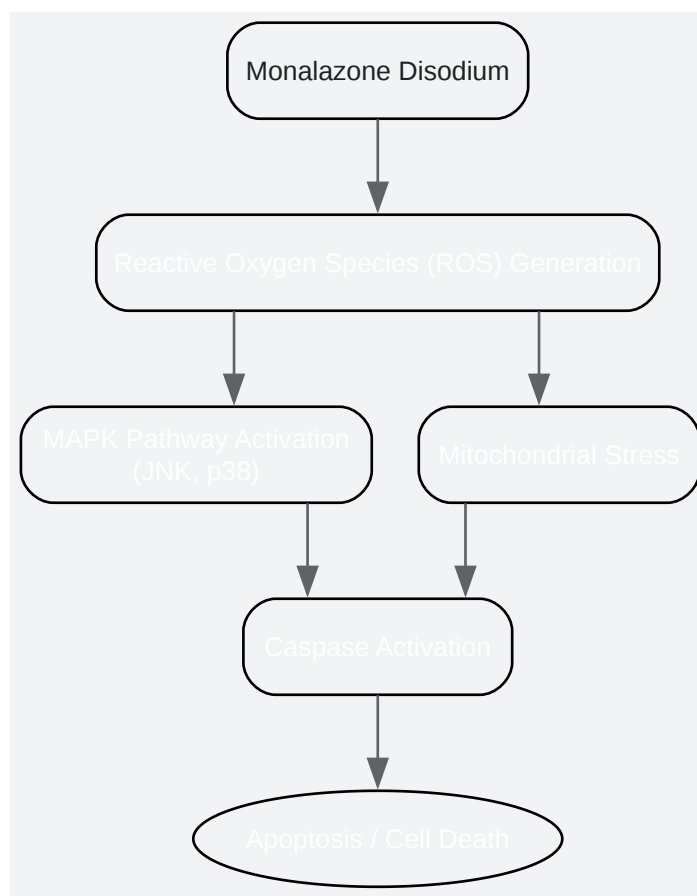 Monalazone Disodium
Reactive Oxygen Species (ROS) Generation
MAPK Pathway Activation
(JNK, p38)
Mitochondrial Stress
Caspase Activation
Apoptosis / Cell Death